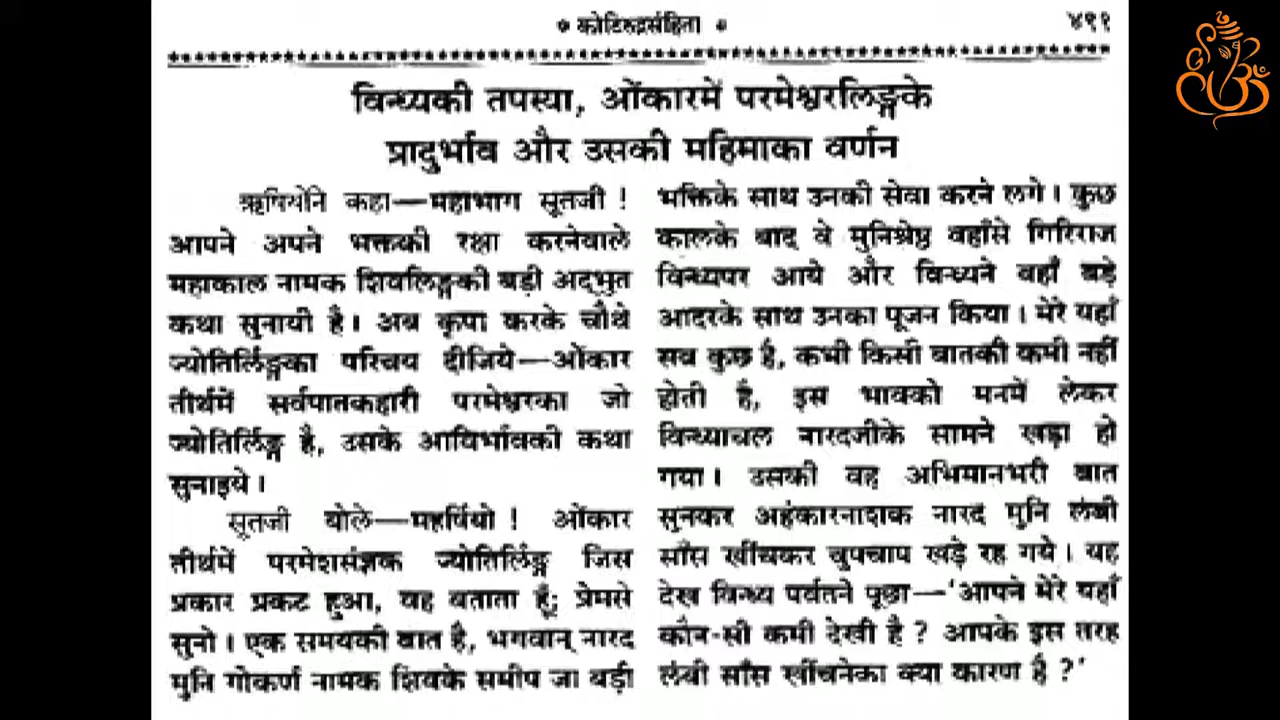 * कोटिरुद्रसंहिता *
४११
विन्ध्यकी तपस्या, ओंकारमें परमेश्वरलिङ्गके
प्रादुर्भाव और उसकी महिमाका वर्णन
ऋषियोंने कहा—महाभाग सूतजी !
आपने अपने भक्तकी रक्षा करनेवाले
महाकाल नामक शिवलिङ्गकी बड़ी अद्‌भुत
कथा सुनायी है। अब कृपा करके चौथे
ज्योतिर्लिङ्गका परिचय दीजिये—ओंकार
तीर्थमें सर्वपातकहारी परमेश्वरका जो
ज्योतिर्लिङ्ग है, उसके आविर्भावकी कथा
सुनाइये।
सूतजी बोले—महर्षियो ! ओंकार
तीर्थमें परमेशसंज्ञक ज्योतिर्लिङ्ग जिस
प्रकार प्रकट हुआ, वह बताता हूँ; प्रेमसे
सुनो। एक समयकी बात है, भगवान् नारद
मुनि गोकर्ण नामक शिवके समीप जा बड़ी
भक्तिके साथ उनकी सेवा करने लगे। कुछ
कालके बाद वे मुनिश्रेष्ठ वहाँसे गिरिराज
विन्ध्यपर आये और विन्ध्यने वहाँ बड़े
आदरके साथ उनका पूजन किया। मेरे यहाँ
सब कुछ है, कभी किसी बातकी कमी नहीं
होती है, इस भावको मनमें लेकर
विन्ध्याचल नारदजीके सामने खड़ा हो
गया। उसकी वह अभिमानभरी बात
सुनकर अहंकारनाशक नारद मुनि लंबी
साँस खींचकर चुपचाप खड़े रह गये। यह
देख विन्ध्य पर्वतने पूछा—'आपने मेरे यहाँ
कौन-सी कमी देखी है ? आपके इस तरह
लंबी साँस खींचनेका क्या कारण है ?'